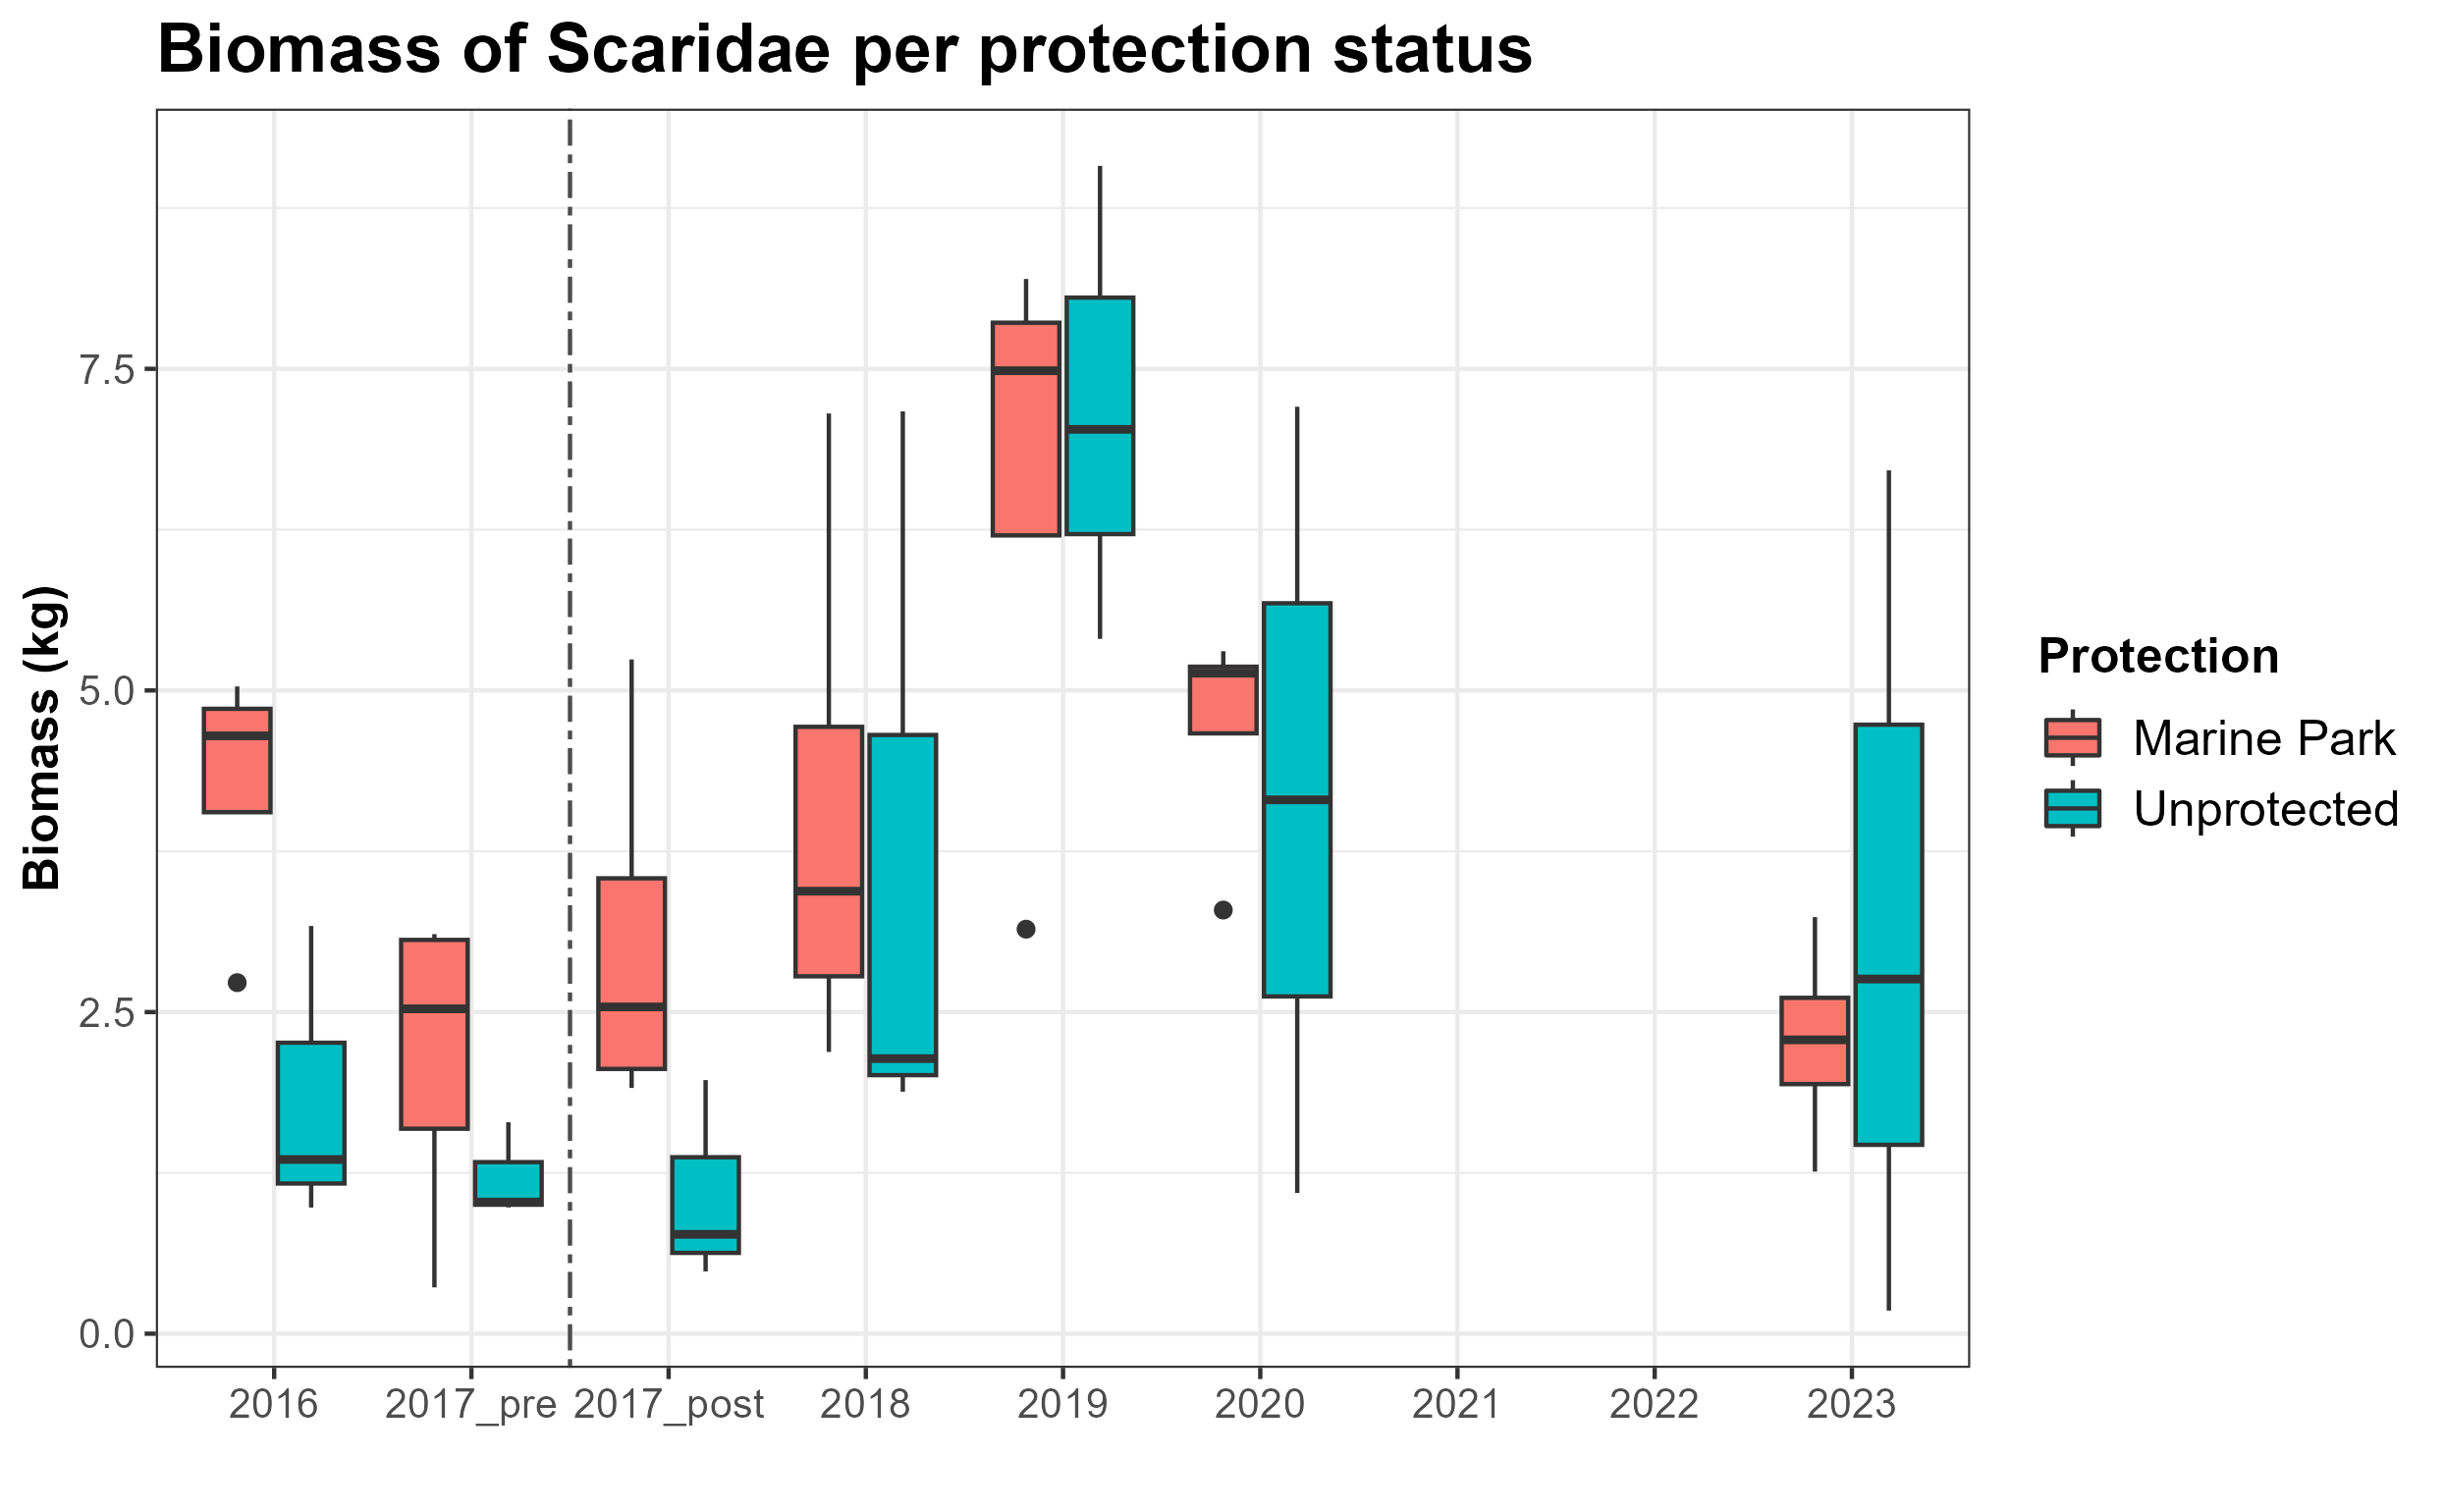 Biomass of Scaridae per protection status
Biomass (kg)
7.5
5.0
2.5
0.0
2016 2017_pre 2017_post 2018 2019 2020 2021 2022 2023
Protection
Marine Park
Unprotected